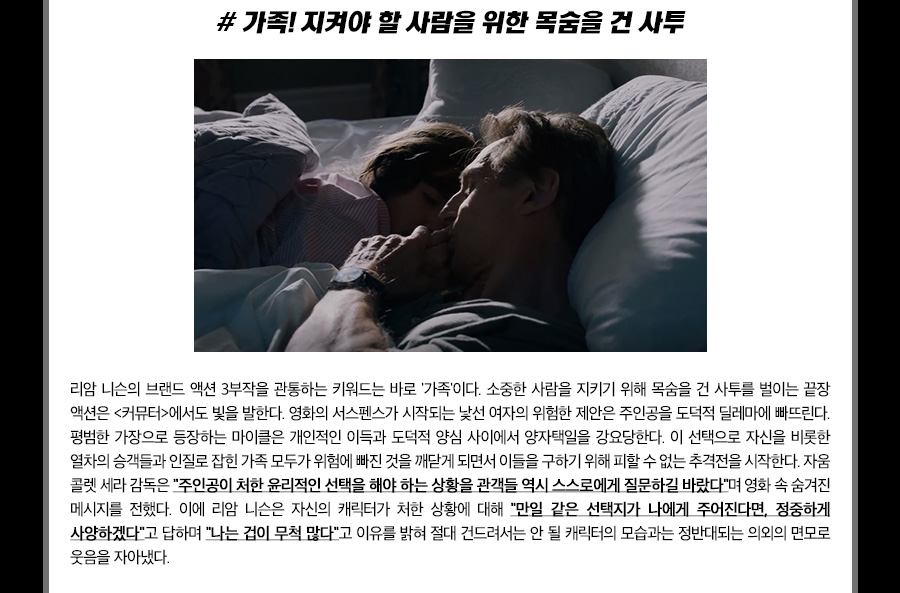 # 가족! 지켜야 할 사람을 위한 목숨을 건 사투
리암 니슨의 브랜드 액션 3부작을 관통하는 키워드는 바로 '가족'이다. 소중한 사람을 지키기 위해 목숨을 건 사투를 벌이는 끝장
액션은 <커뮤터>에서도 빛을 발한다. 영화의 서스펜스가 시작되는 낯선 여자의 위험한 제안은 주인공을 도덕적 딜레마에 빠뜨린다.
평범한 가장으로 등장하는 마이클은 개인적인 이득과 도덕적 양심 사이에서 양자택일을 강요당한다. 이 선택으로 자신을 비롯한
열차의 승객들과 인질로 잡힌 가족 모두가 위험에 빠진 것을 깨닫게 되면서 이들을 구하기 위해 피할 수 없는 추격전을 시작한다. 자움
콜렛 세라 감독은 "주인공이 처한 윤리적인 선택을 해야 하는 상황을 관객들 역시 스스로에게 질문하길 바랐다"며 영화 속 숨겨진
메시지를 전했다. 이에 리암 니슨은 자신의 캐릭터가 처한 상황에 대해 "만일 같은 선택지가 나에게 주어진다면, 정중하게
사양하겠다"고 답하며 "나는 겁이 무척 많다"고 이유를 밝혀 절대 건드려서는 안 될 캐릭터의 모습과는 정반대되는 의외의 면모로
웃음을 자아냈다.